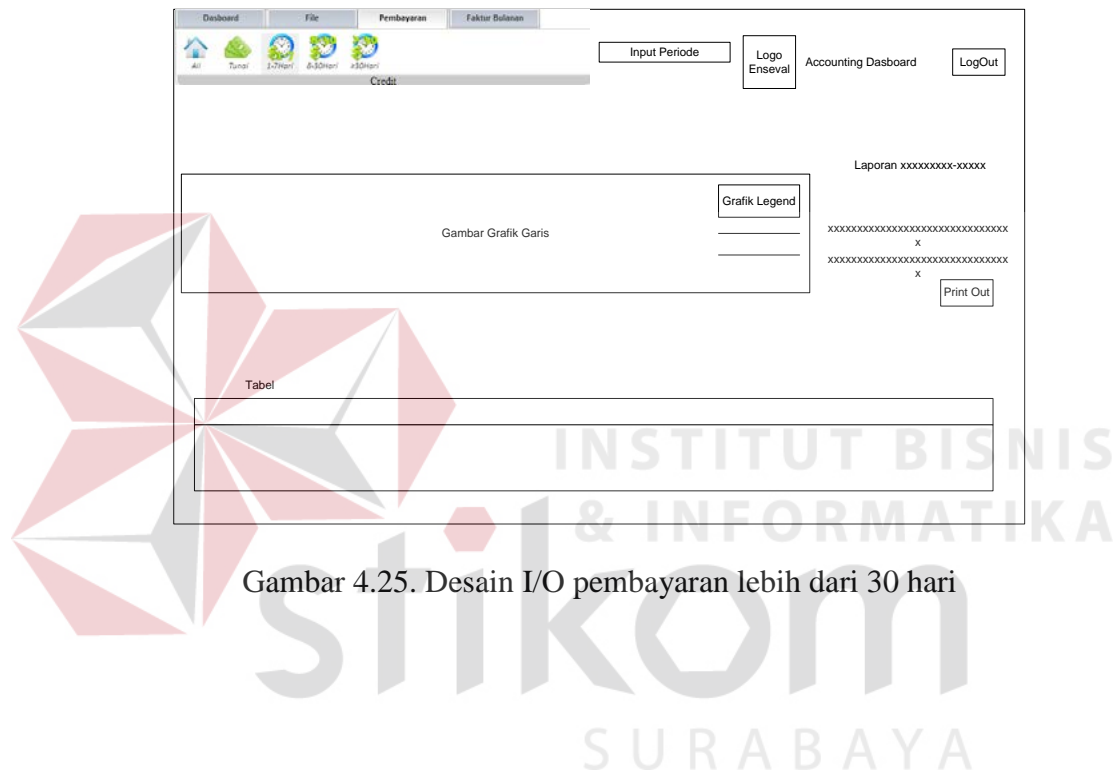 Dasboard File Pembayaran Faktur Bulanan
All Tunai 1-7Hari 8-30Hari ≥30Hari
Credit
Input Periode
Logo
Enseval
Accounting Dasboard
LogOut
Laporan xxxxxxxxx-xxxxx
Grafik Legend
Gambar Grafik Garis
xxxxxxxxxxxxxxxxxxxxxxxxxxxxxxx
x
xxxxxxxxxxxxxxxxxxxxxxxxxxxxxxx
x
Print Out
Tabel
INSTITUT BISNIS
& INFORMATIKA
Gambar 4.25. Desain I/O pembayaran lebih dari 30 hari
stikom
SURABAYA